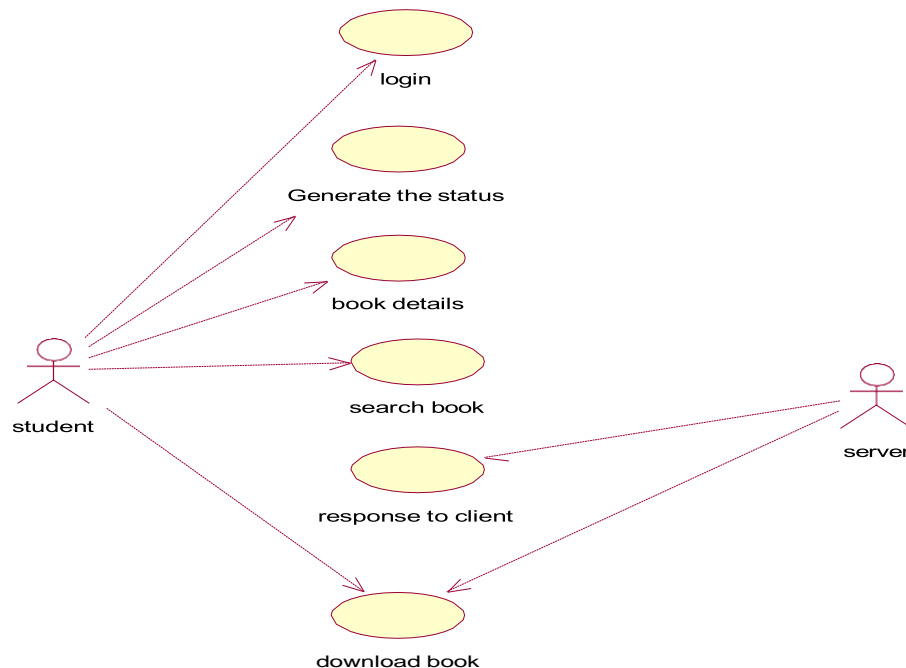 login
Generate the status
book details
search book
student
server
response to client
download book